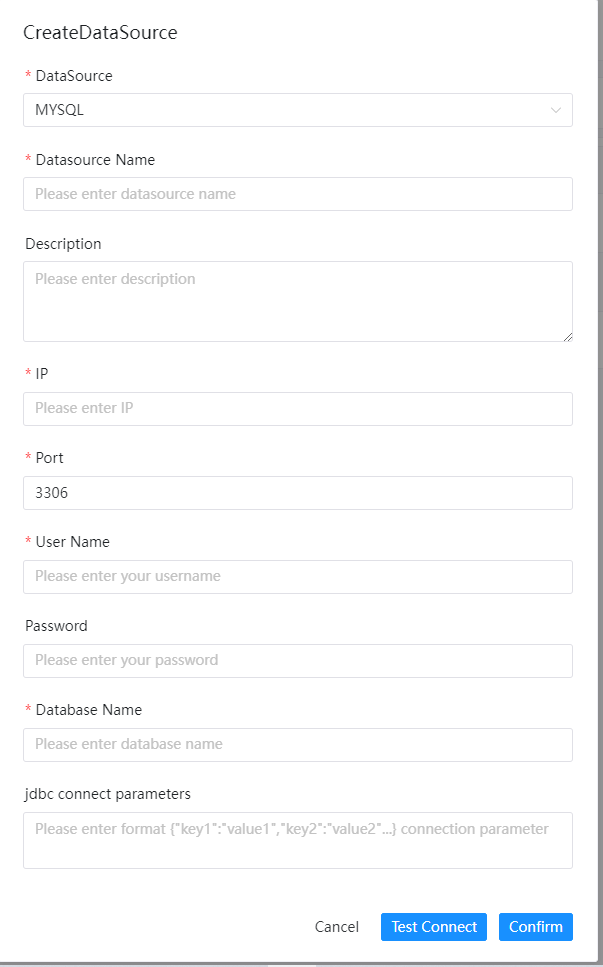 CreateDataSource
* DataSource
MYSQL
* Datasource Name
Please enter datasource name
Description
Please enter description
* IP
Please enter IP
* Port
3306
* User Name
Please enter your username
Password
Please enter your password
* Database Name
Please enter database name
jdbc connect parameters
Please enter format {"key1":"value1","key2":"value2"...} connection parameter
Cancel Test Connect Confirm